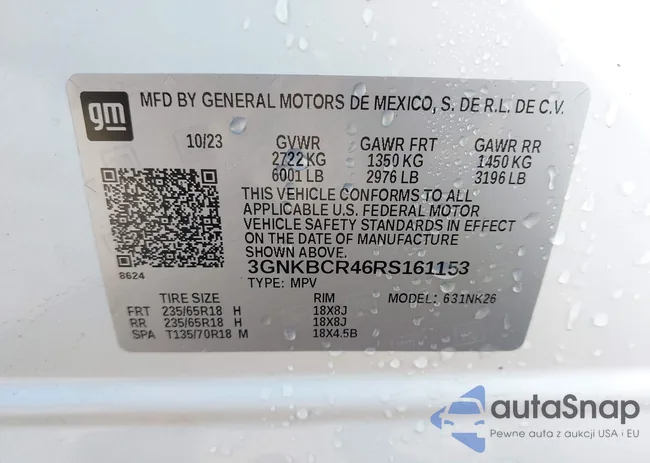 gm
MFD BY GENERAL MOTORS DE MEXICO, S. DE R.L. DE C.V.
10/23 GVWR GAWR FRT GAWR RR
2722 KG 1350 KG 1450 KG
6001 LB 2976 LB 3196 LB
THIS VEHICLE CONFORMS TO ALL
APPLICABLE U.S. FEDERAL MOTOR
VEHICLE SAFETY STANDARDS IN EFFECT
ON THE DATE OF MANUFACTURE
SHOWN ABOVE.
8624
3GNKBCR46RS161153
TYPE: MPV
TIRE SIZE RIM MODEL: 631NK26
FRT 235/65R18 H 18X8J
RR 235/65R18 H 18X8J
SPA T135/70R18 M 18X4.5B
autaSnap
Pewne auta z aukcji USA i EU